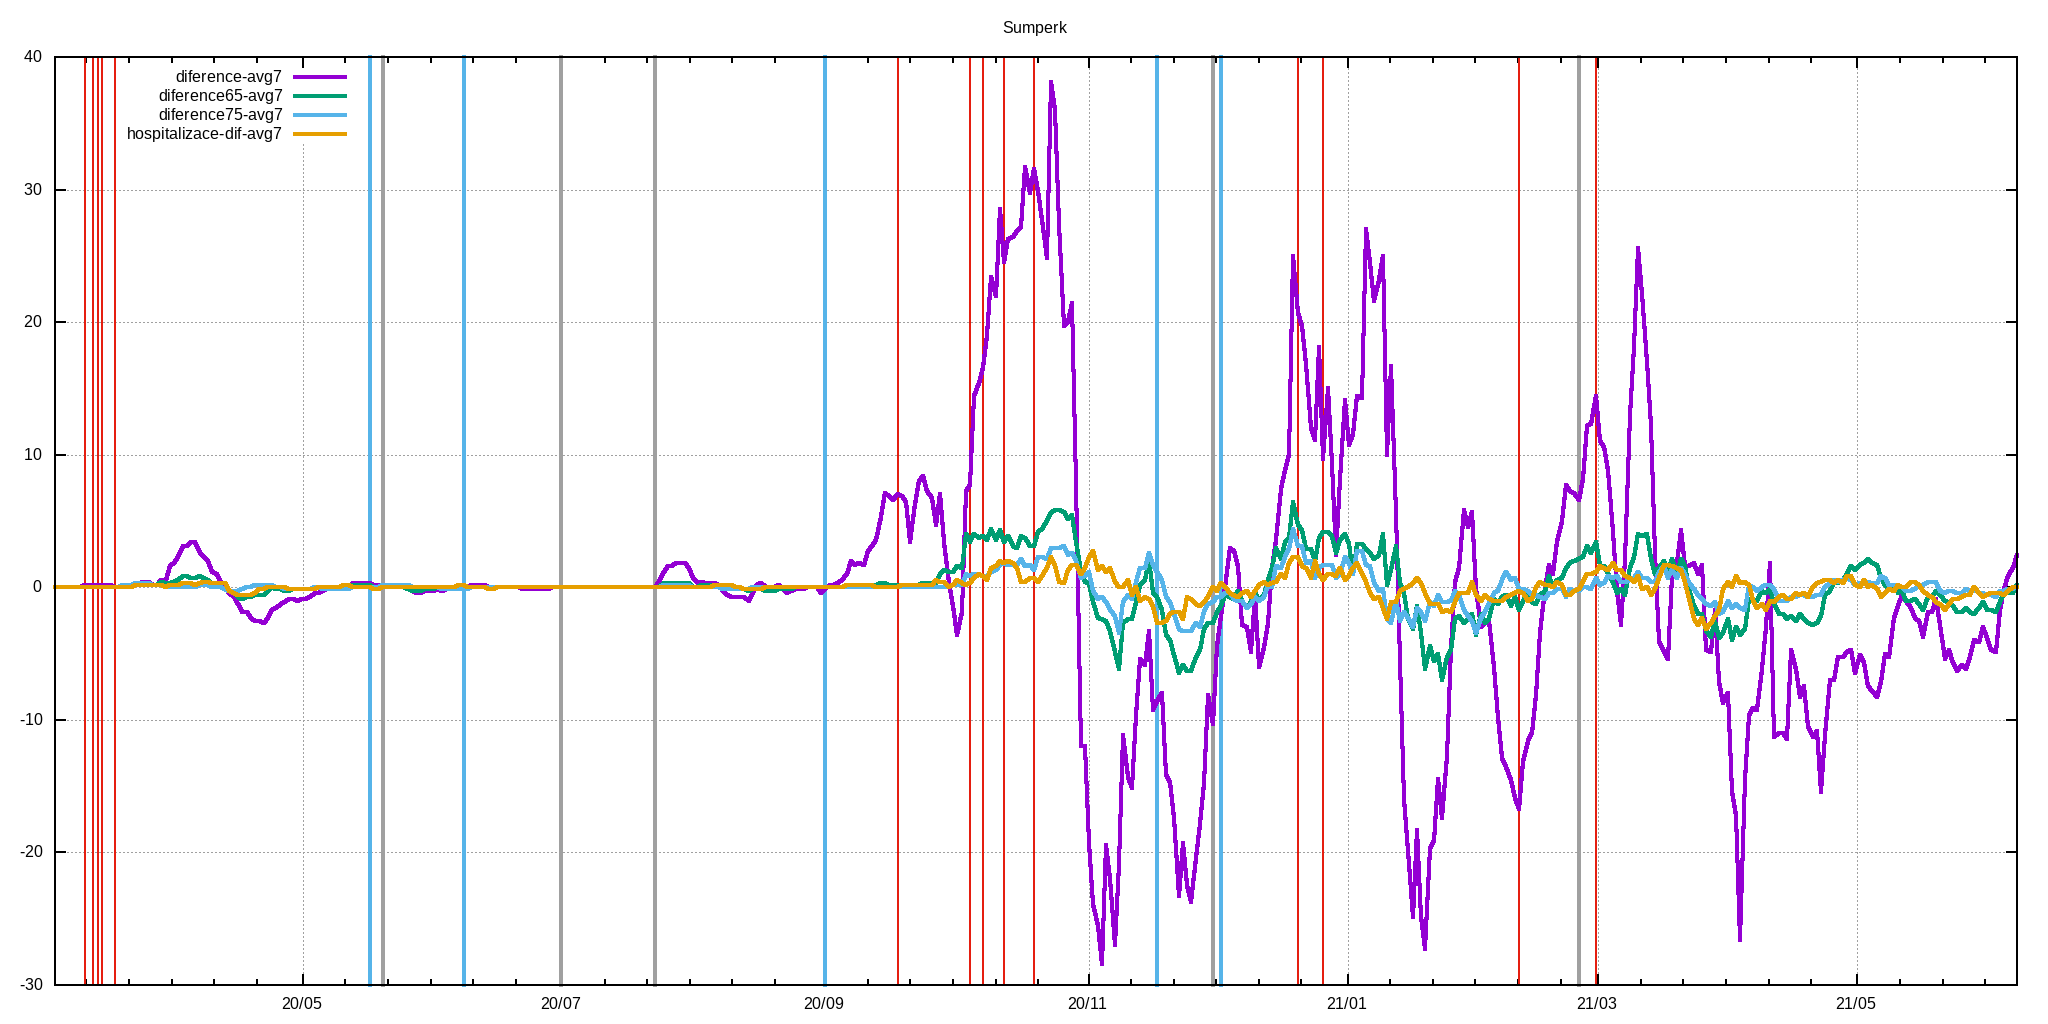 Sumperk
40
diference-avg7
diference65-avg7
diference75-avg7
hospitalizace-dif-avg7
30
20
10
0
-10
-20
-30
20/05 20/07 20/09 20/11 21/01 21/03 21/05